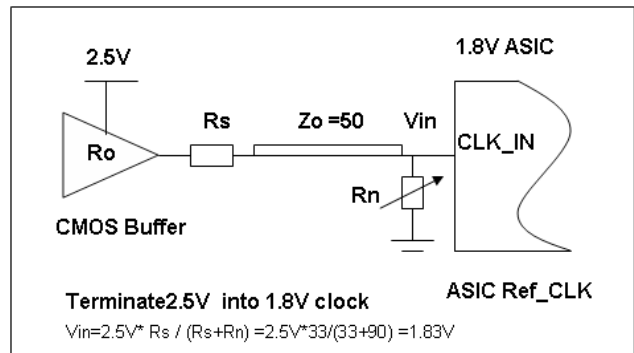 2.5V
1.8V ASIC
Rs
Zo =50
Vin
CLK_IN
Ro
Rn
CMOS Buffer
ASIC Ref_CLK
Terminate2.5V into 1.8V clock
Vin=2.5V* Rs / (Rs+Rn) =2.5V*33/(33+90) =1.83V